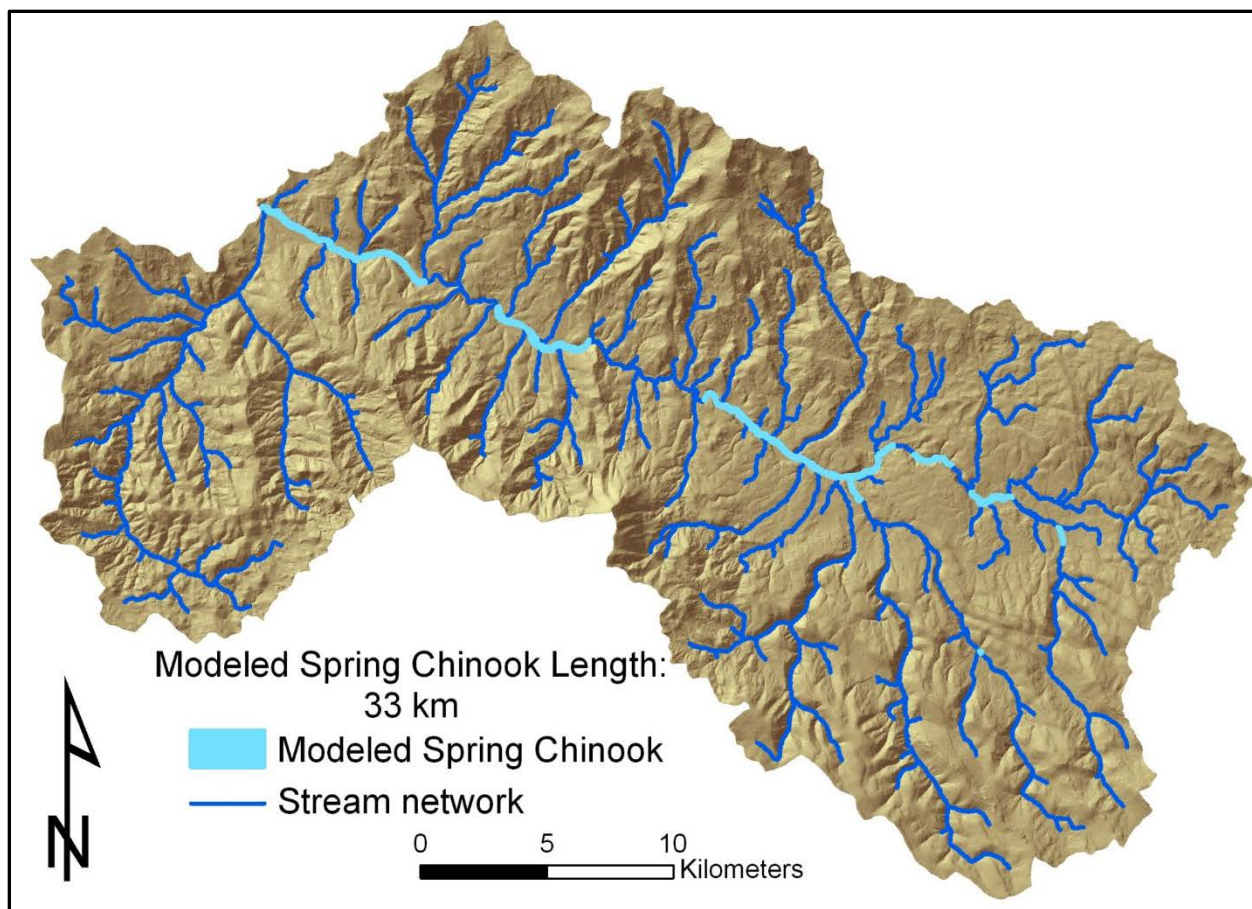 Modeled Spring Chinook Length:
33 km
Modeled Spring Chinook
Stream network
N
0 5 10
Kilometers